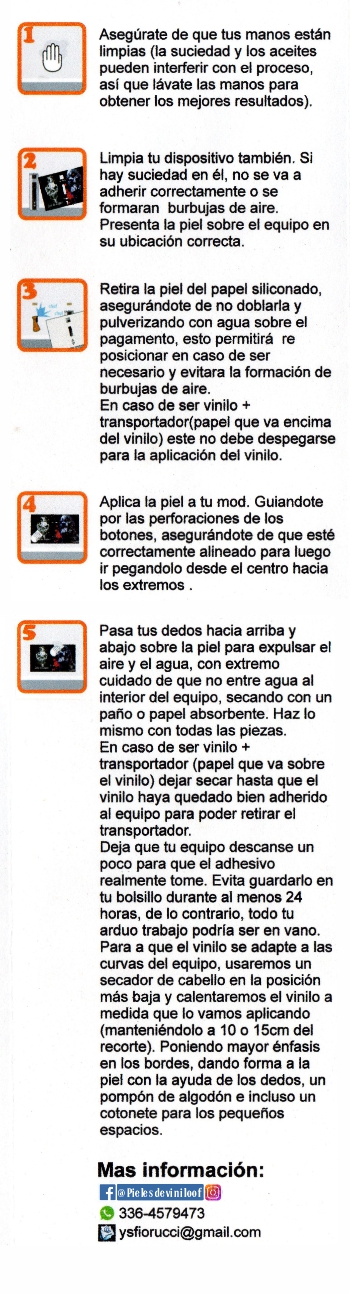 1
Asegúrate de que tus manos están
limpias (la suciedad y los aceites
pueden interferir con el proceso,
así que lávate las manos para
obtener los mejores resultados).
2
Limpia tu dispositivo también. Si
hay suciedad en él, no se va a
adherir correctamente o se
formaran burbujas de aire.
Presenta la piel sobre el equipo en
su ubicación correcta.
3
Retira la piel del papel siliconado,
asegurándote de no doblarla y
pulverizando con agua sobre el
pagamento, esto permitirá re
posicionar en caso de ser
necesario y evitara la formación de
burbujas de aire.
En caso de ser vinilo +
transportador(papel que va encima
del vinilo) este no debe despegarse
para la aplicación del vinilo.
4
Aplica la piel a tu mod. Guiandote
por las perforaciones de los
botones, asegurándote de que esté
correctamente alineado para luego
ir pegandolo desde el centro hacia
los extremos .
5
Pasa tus dedos hacia arriba y
abajo sobre la piel para expulsar el
aire y el agua, con extremo
cuidado de que no entre agua al
interior del equipo, secando con un
paño o papel absorbente. Haz lo
mismo con todas las piezas.
En caso de ser vinilo +
transportador (papel que va sobre
el vinilo) dejar secar hasta que el
vinilo haya quedado bien adherido
al equipo para poder retirar el
transportador.
Deja que tu equipo descanse un
poco para que el adhesivo
realmente tome. Evita guardarlo en
tu bolsillo durante al menos 24
horas, de lo contrario, todo tu
arduo trabajo podría ser en vano.
Para a que el vinilo se adapte a las
curvas del equipo, usaremos un
secador de cabello en la posición
más baja y calentaremos el vinilo a
medida que lo vamos aplicando
(manteniéndolo a 10 o 15cm del
recorte). Poniendo mayor énfasis
en los bordes, dando forma a la
piel con la ayuda de los dedos, un
pompón de algodón e incluso un
cotonete para los pequeños
espacios.
Mas información:
@Pielesdeviniloof
336-4579473
ysfiorucci@gmail.com